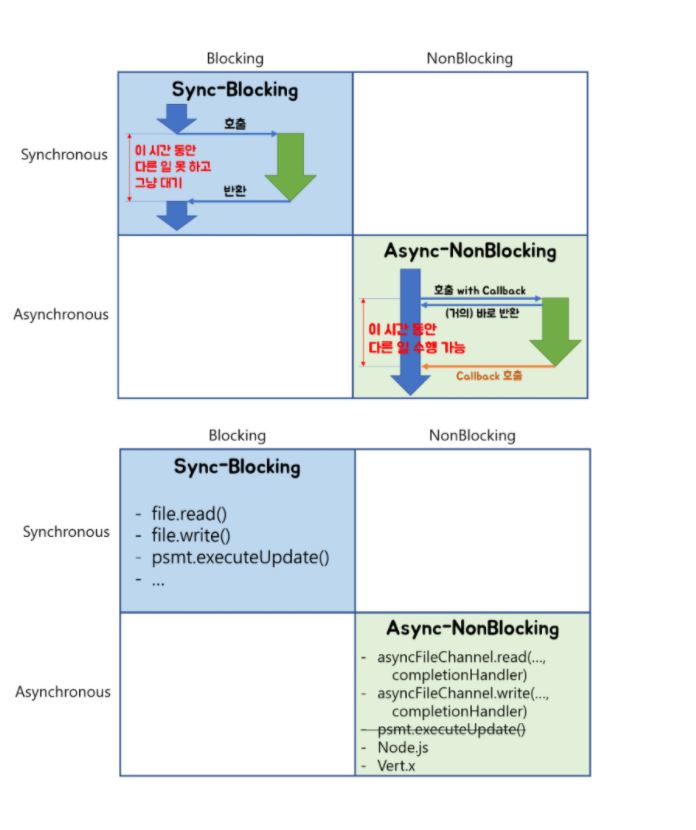 Blocking
NonBlocking
Synchronous
Sync-Blocking
호출
이 시간 동안
다른 일 못 하고
그냥 대기
반환
Asynchronous
Async-NonBlocking
호출 with Callback
(거의) 바로 반환
이 시간 동안
다른 일 수행 가능
Callback 호출
Blocking
NonBlocking
Synchronous
Sync-Blocking
- file.read()
- file.write()
- psmt.executeUpdate()
- ...
Asynchronous
Async-NonBlocking
- asyncFileChannel.read(...,
completionHandler)
- asyncFileChannel.write(...,
completionHandler)
- psmt.executeUpdate()
- Node.js
- Vert.x